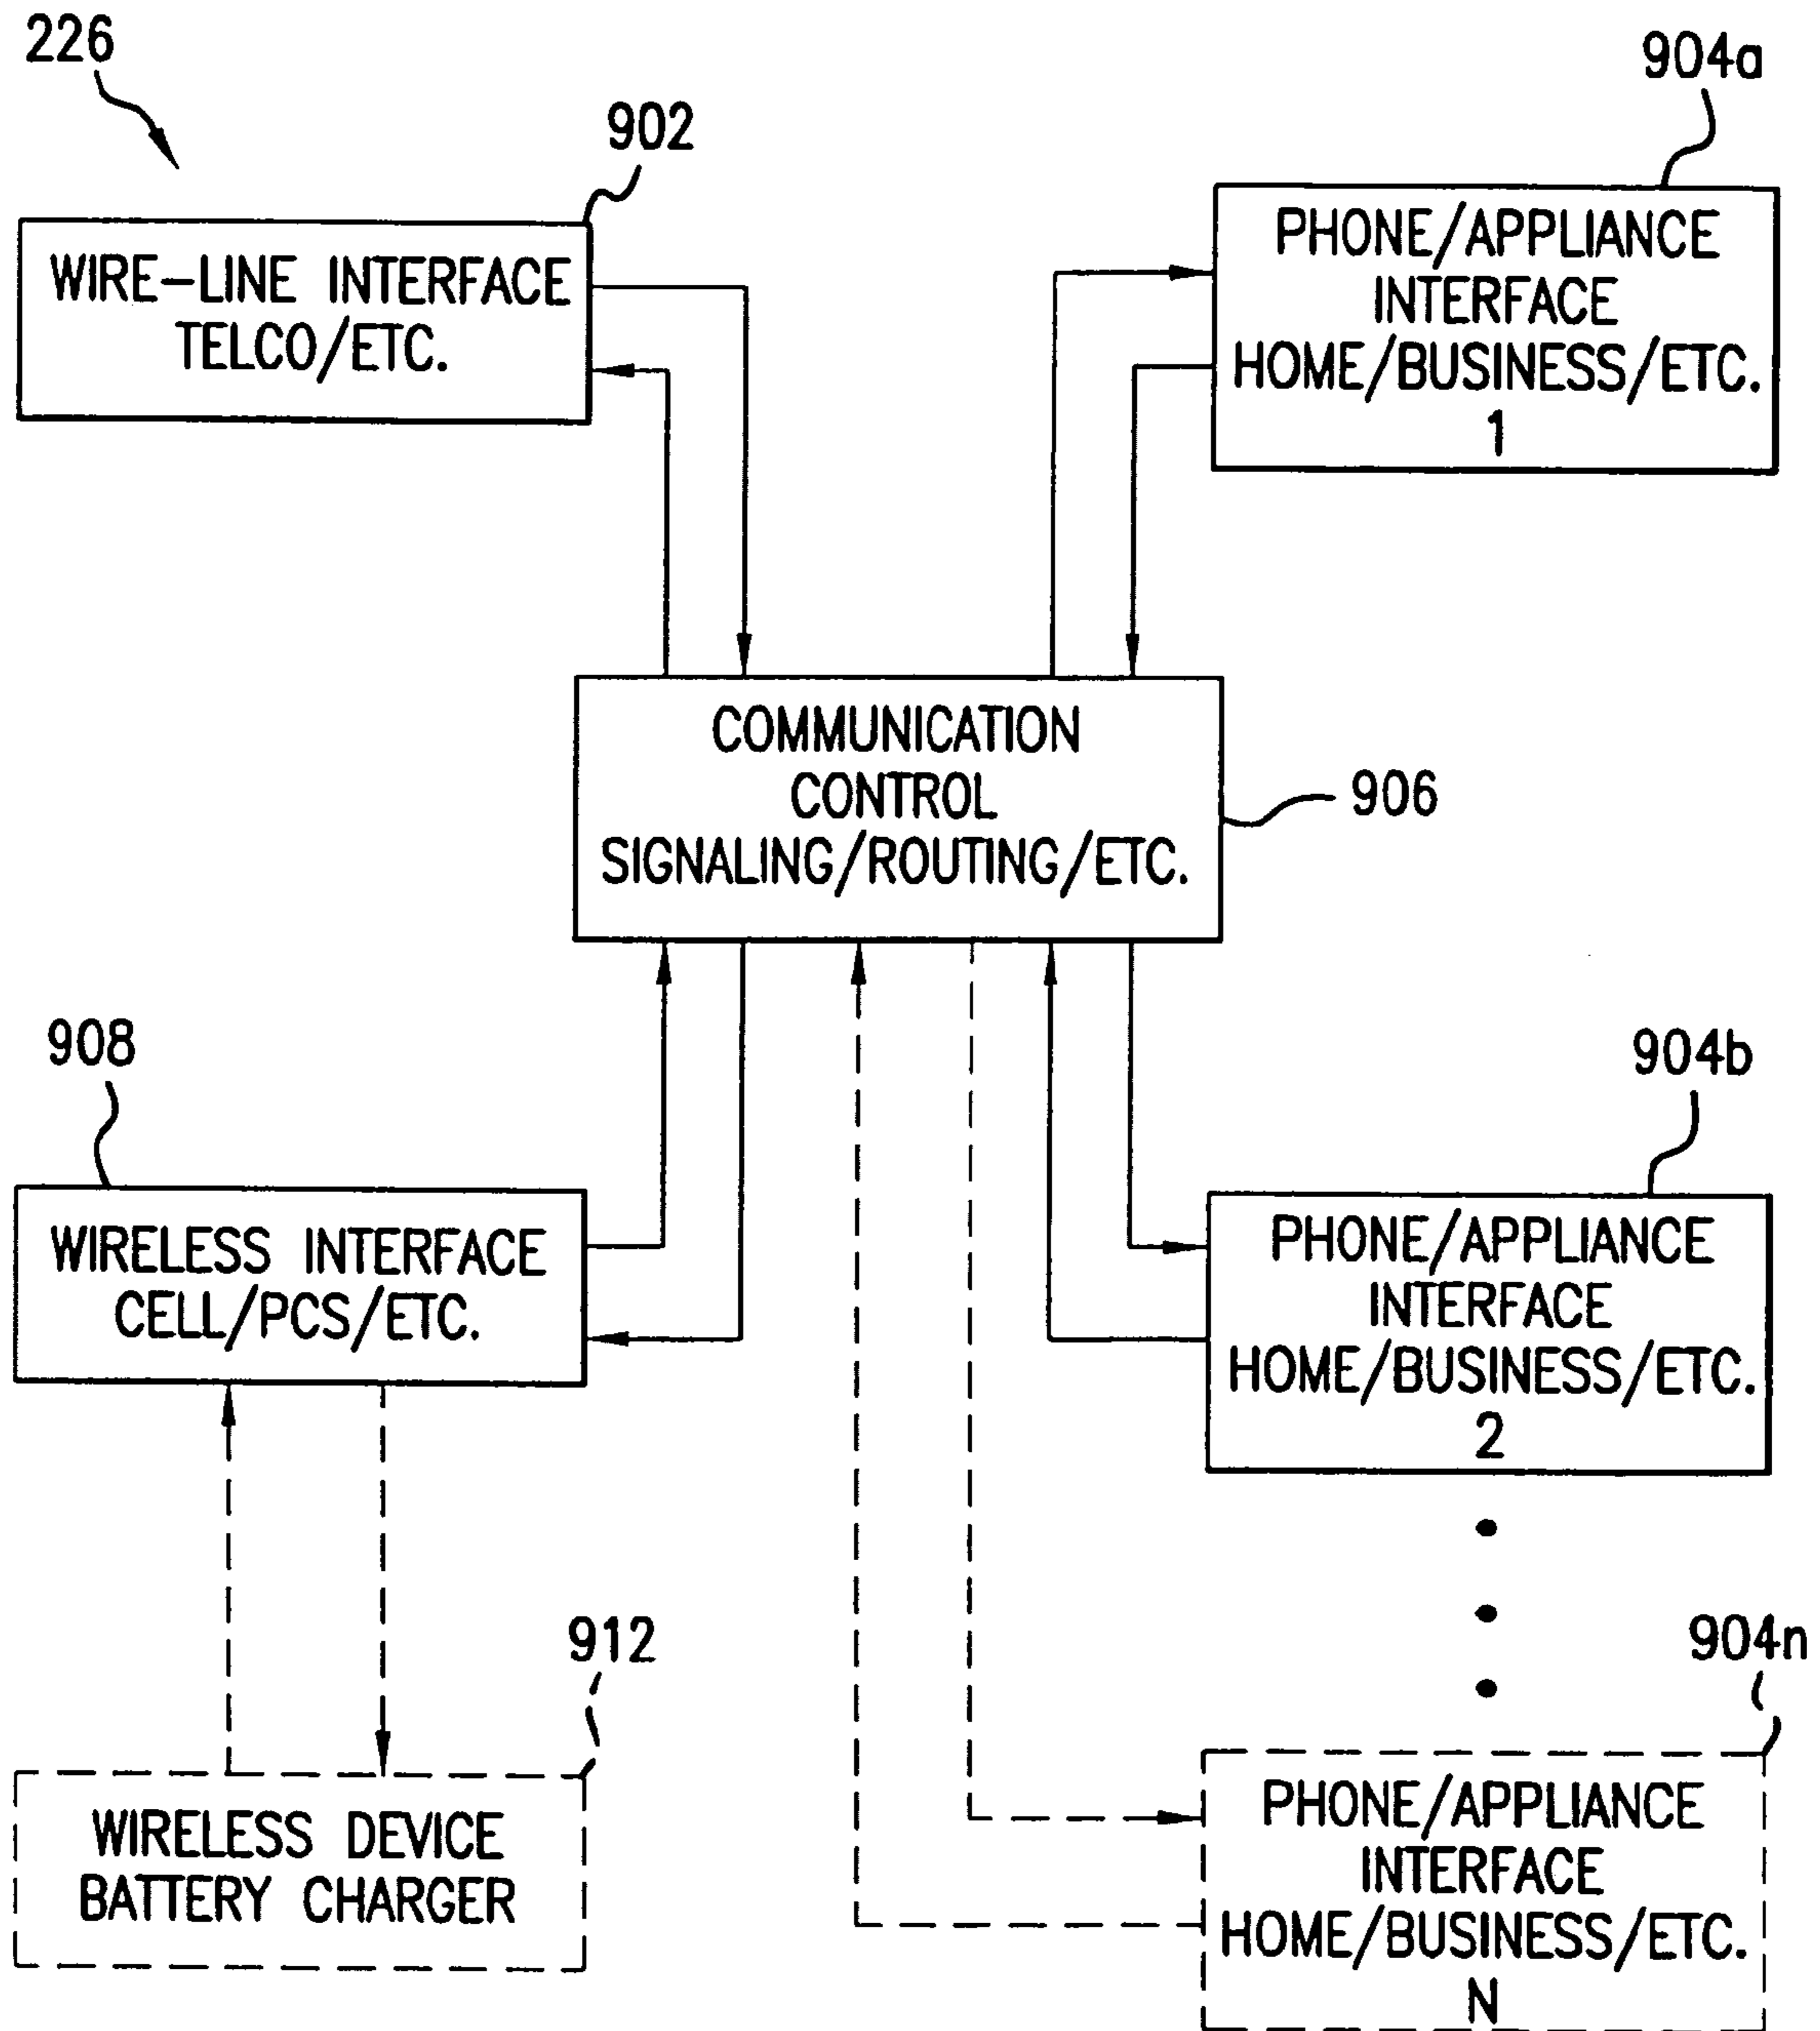 226
904a
902
WIRE-LINE INTERFACE
TELCO/ETC.
PHONE/APPLIANCE
INTERFACE
HOME/BUSINESS/ETC.
1
COMMUNICATION
CONTROL
SIGNALING/ROUTING/ETC.
906
908
904b
WIRELESS INTERFACE
CELL/PCS/ETC.
PHONE/APPLIANCE
INTERFACE
HOME/BUSINESS/ETC.
2
912
904n
WIRELESS DEVICE
BATTERY CHARGER
PHONE/APPLIANCE
INTERFACE
HOME/BUSINESS/ETC.
N